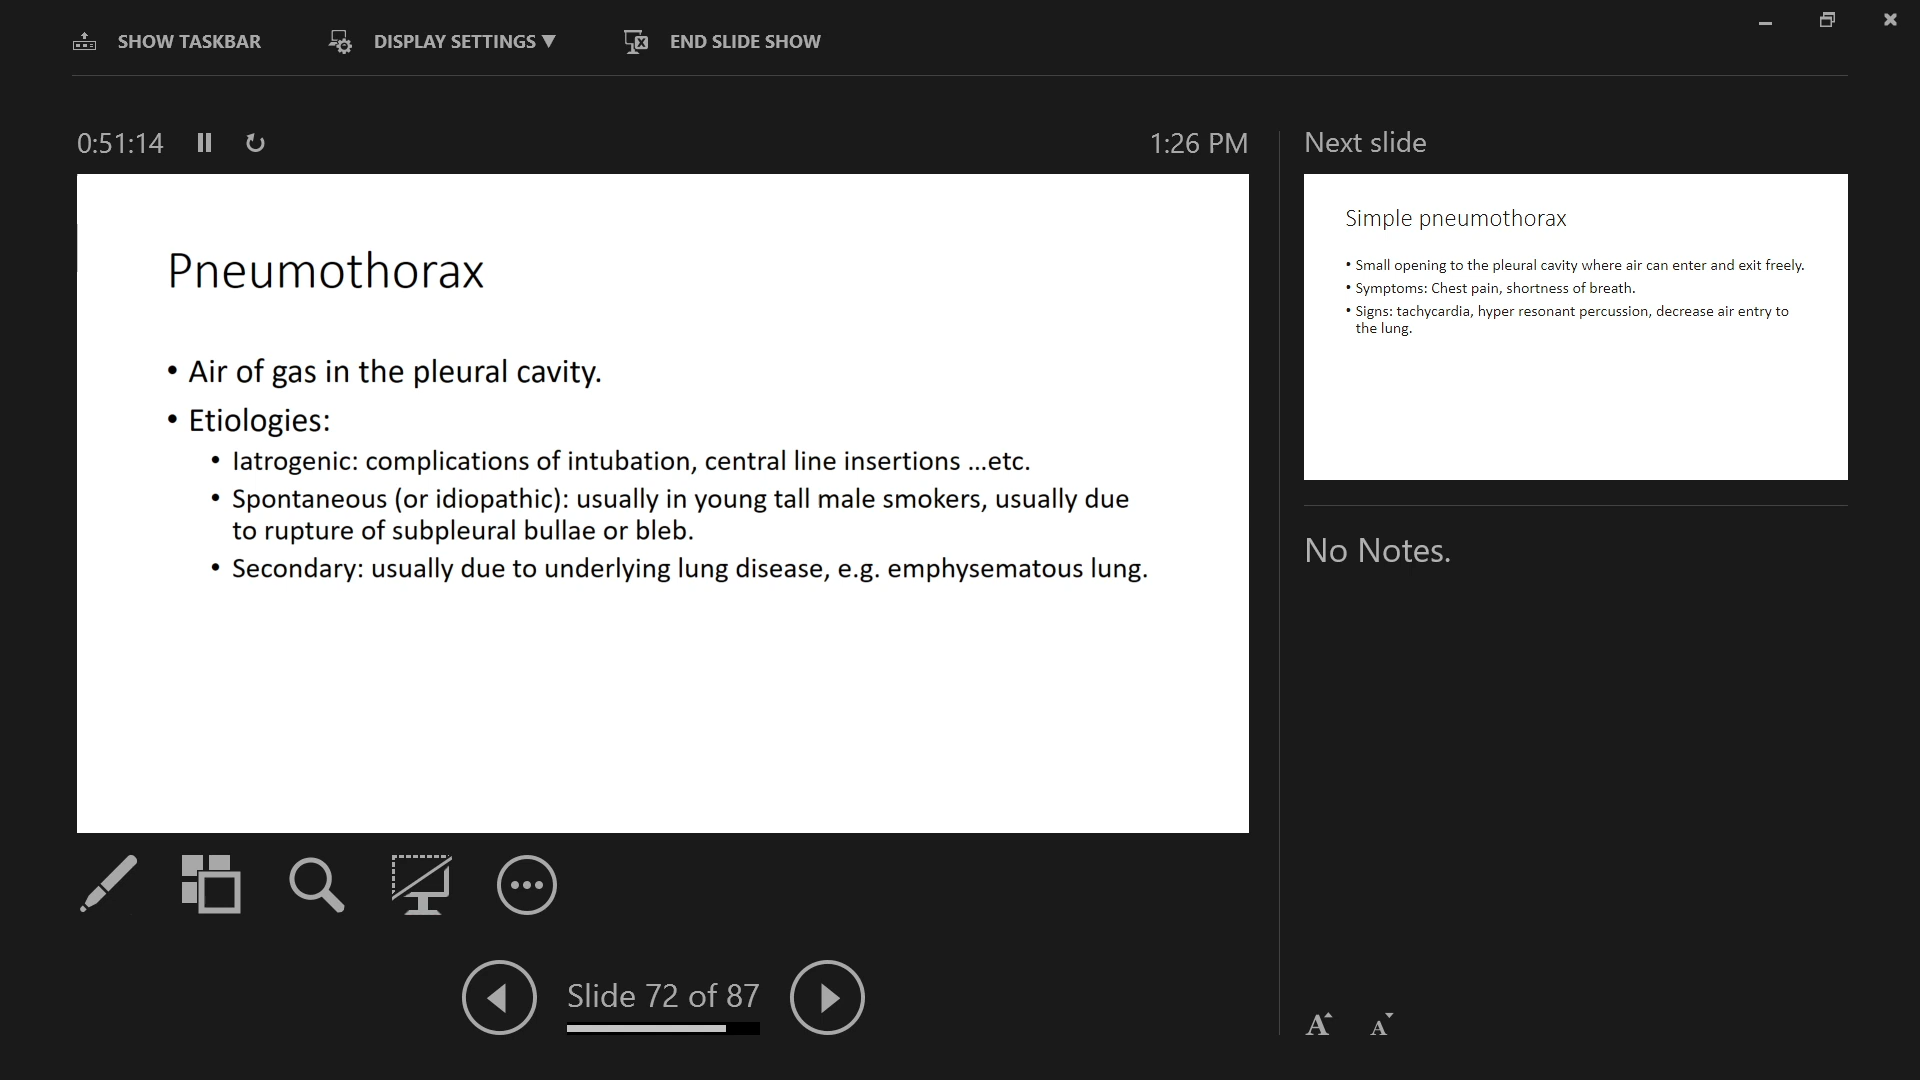 SHOW TASKBAR
DISPLAY SETTINGS ▼
END SLIDE SHOW
0:51:14
1:26 PM
Pneumothorax
• Air of gas in the pleural cavity.
• Etiologies:
• Iatrogenic: complications of intubation, central line insertions ...etc.
• Spontaneous (or idiopathic): usually in young tall male smokers, usually due
to rupture of subpleural bullae or bleb.
• Secondary: usually due to underlying lung disease, e.g. emphysematous lung.
Slide 72 of 87
Next slide
Simple pneumothorax
• Small opening to the pleural cavity where air can enter and exit freely.
• Symptoms: Chest pain, shortness of breath.
• Signs: tachycardia, hyper resonant percussion, decrease air entry to
the lung.
No Notes.
A A